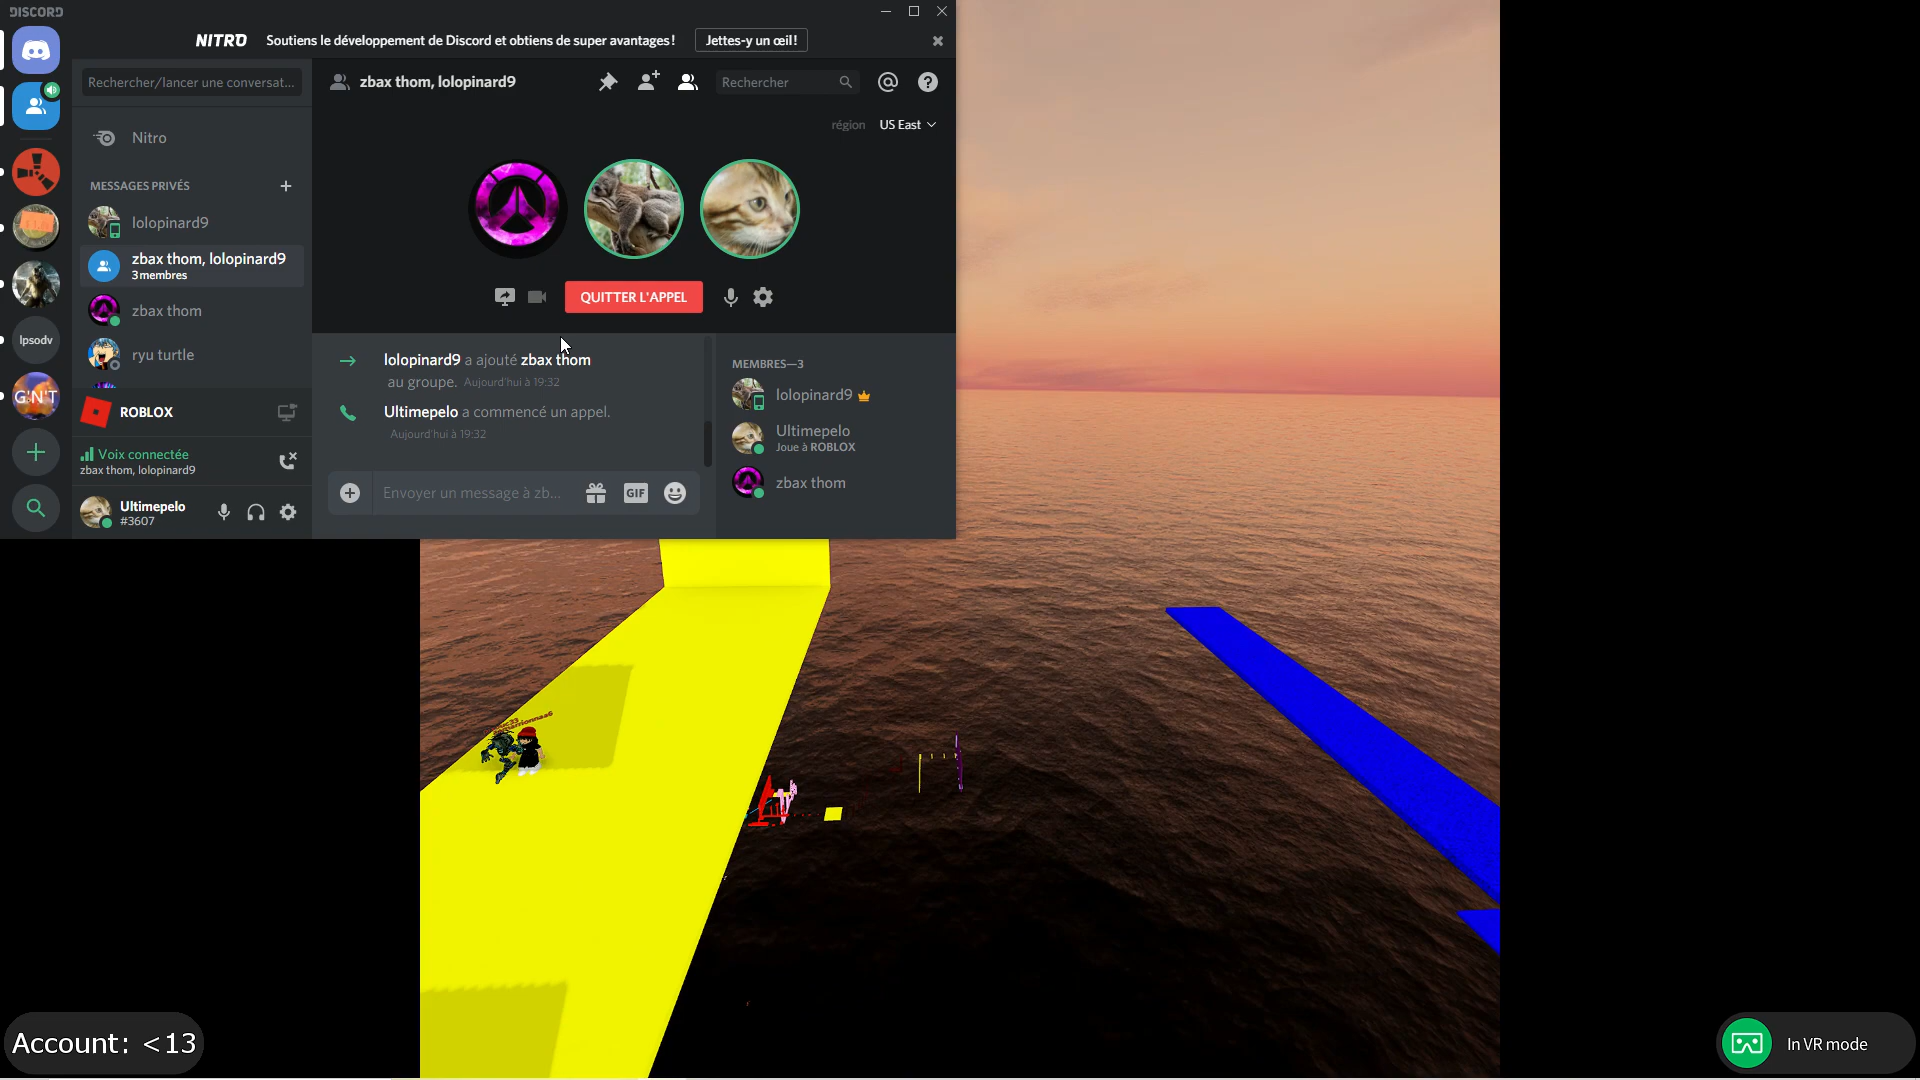 DISCORD
NITRO Soutiens le développement de Discord et obtiens de super avantages! Jettes-y un œil!
Rechercher/lancer une conversat...
zbax thom, lolopinard9
Rechercher
région US East
Nitro
MESSAGES PRIVÉS
lolopinard9
zbax thom, lolopinard9
3 membres
zbax thom
ryu turtle
Ipsodv
G!N'T
ROBLOX
Voix connectée
zbax thom, lolopinard9
Ultimepelo
#3607
QUITTER L'APPEL
lolopinard9 a ajouté zbax thom
au groupe. Aujourd'hui à 19:32
Ultimepelo a commencé un appel.
Aujourd'hui à 19:32
Envoyer un message à zb...
GIF
MEMBRES—3
lolopinard9
Ultimepelo
Joue à ROBLOX
zbax thom
Account: <13
In VR mode